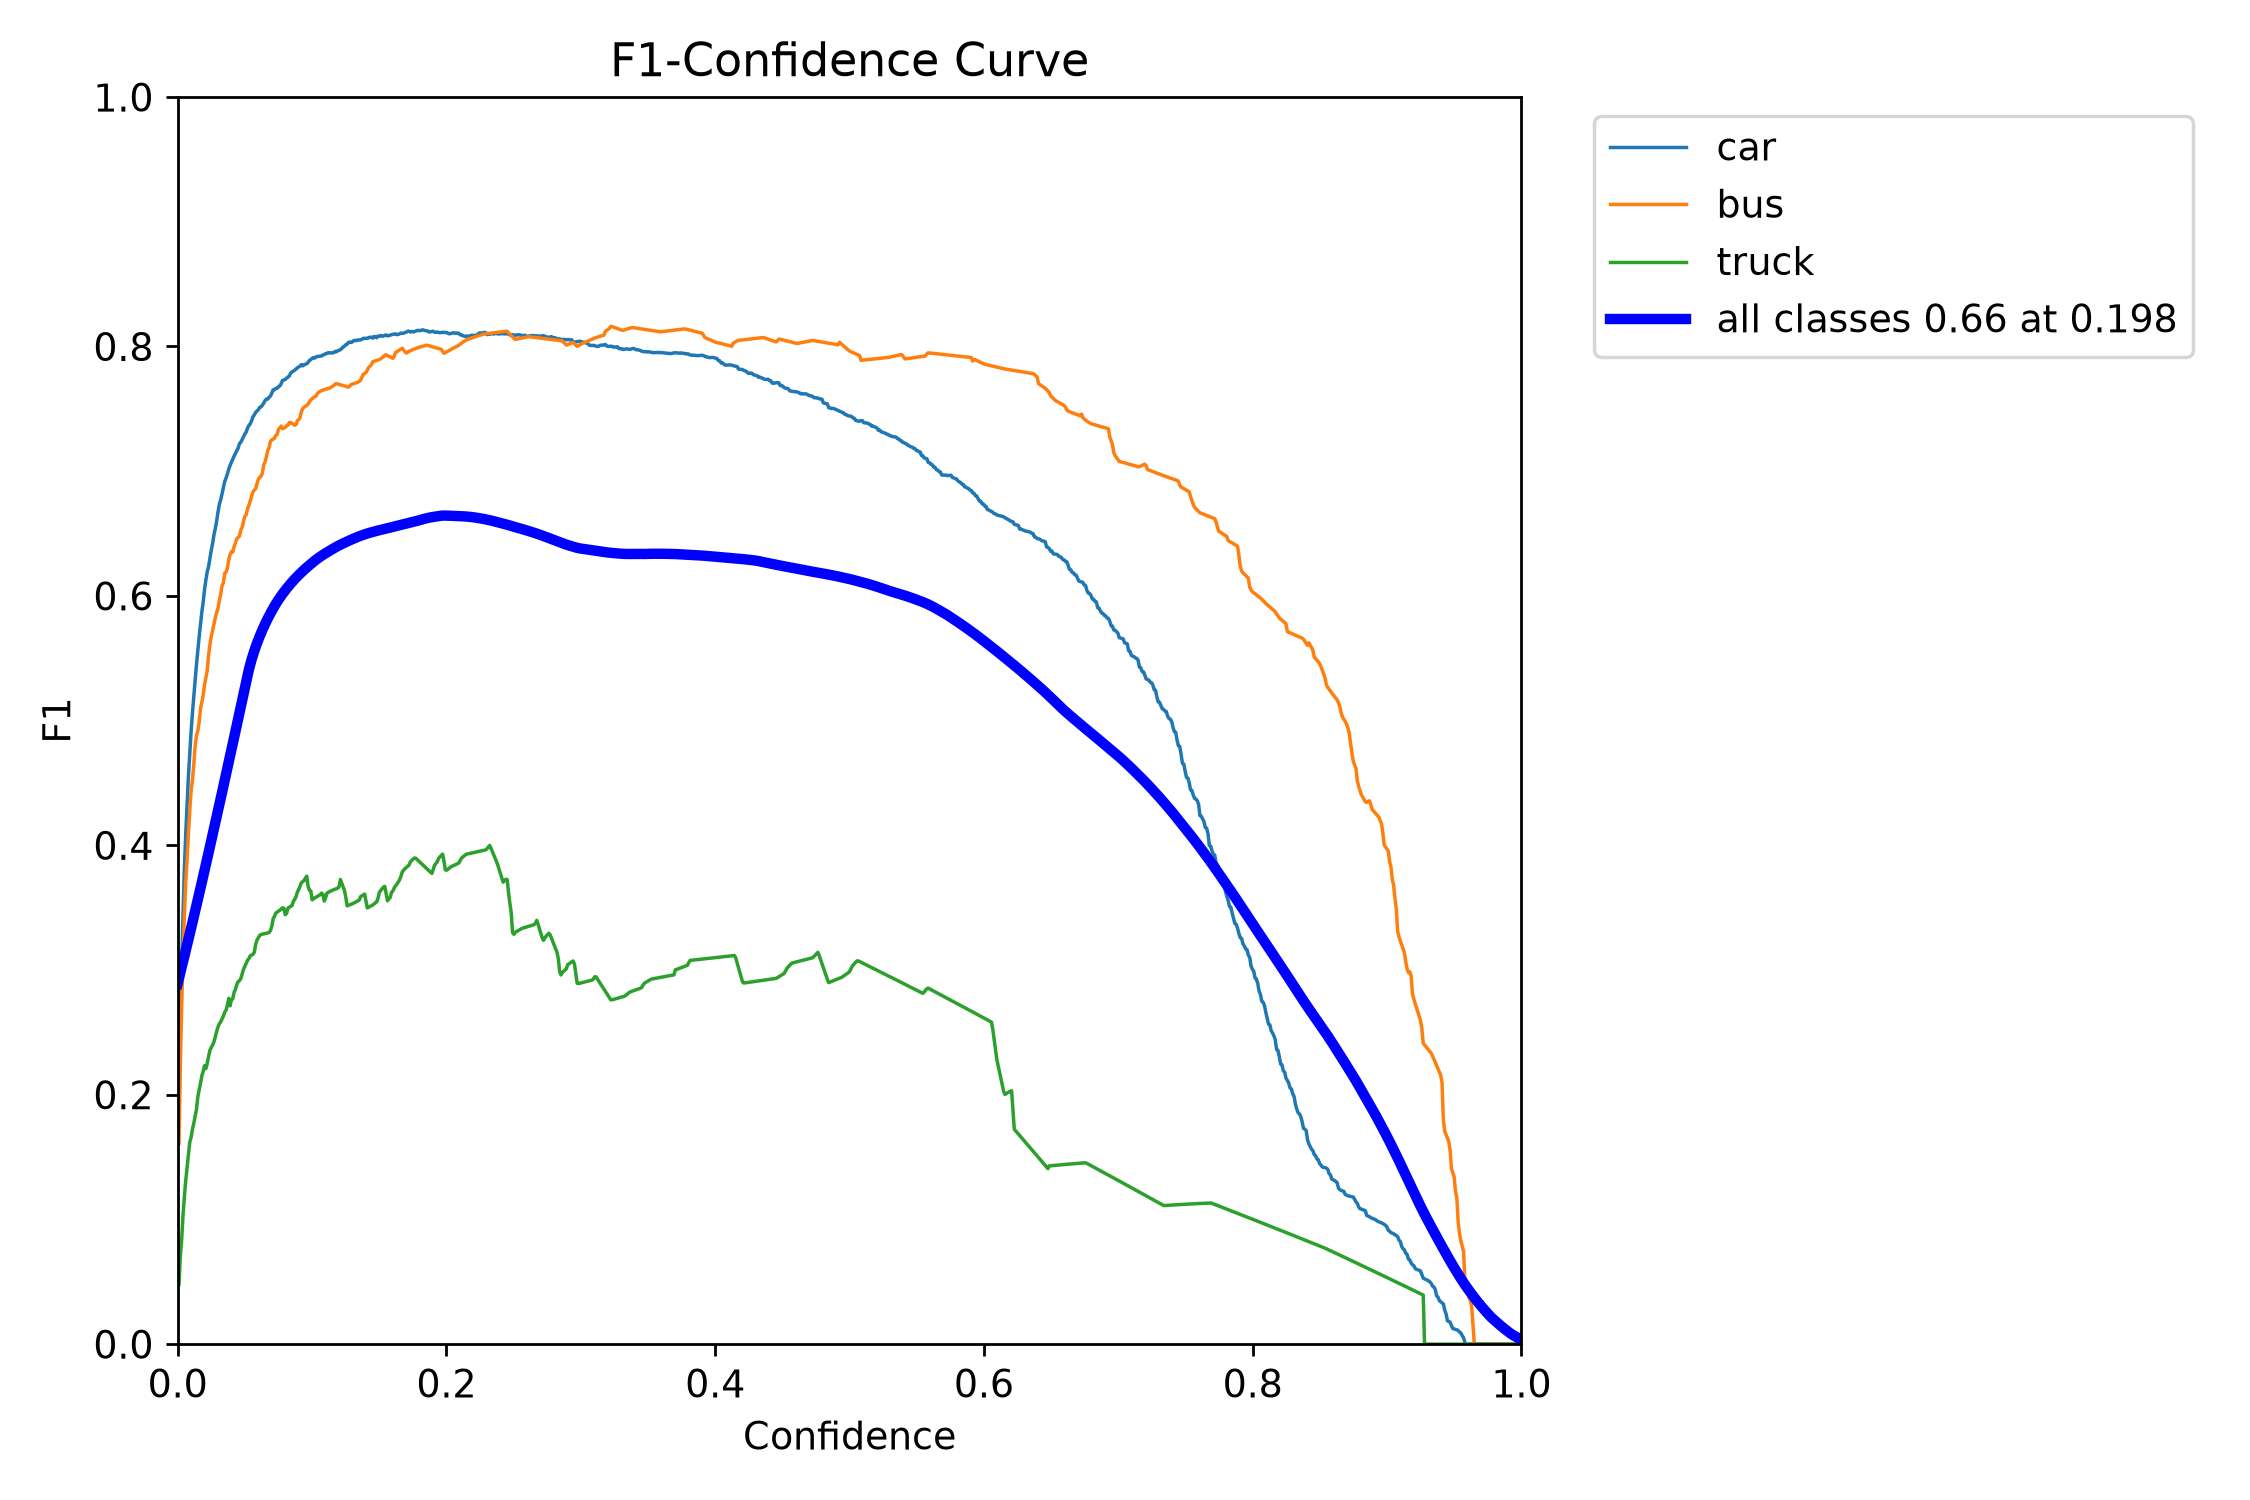 F1-Confidence Curve
1.0
0.8
0.6
0.4
0.2
0.0
F1
0.0 0.2 0.4 0.6 0.8 1.0
Confidence
car
bus
truck
all classes 0.66 at 0.198